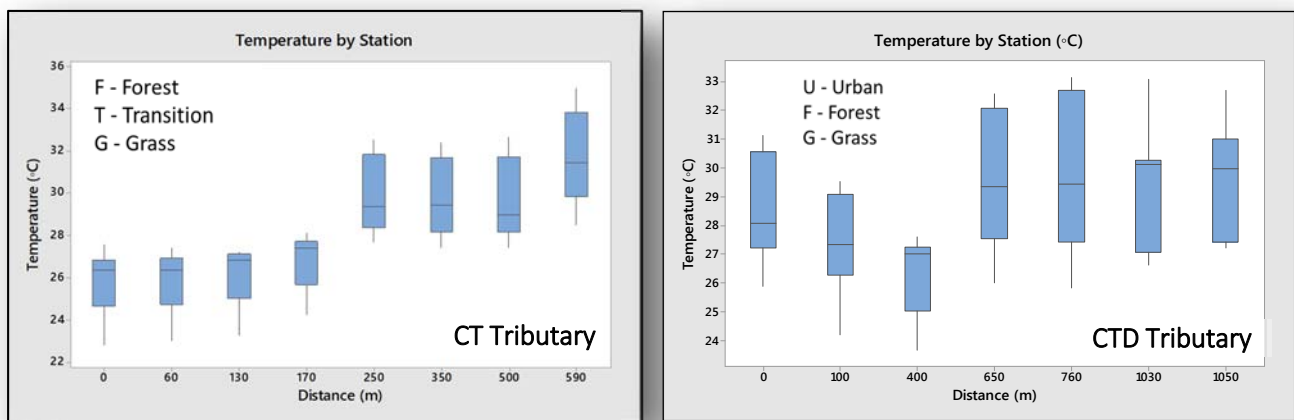 Temperature by Station
F - Forest
T - Transition
G - Grass
Temperature (◦C)
36
34
32
30
28
26
24
22
0 60 130 170 250 350 500 590
Distance (m)
CT Tributary
Temperature by Station (◦C)
U - Urban
F - Forest
G - Grass
Temperature (◦C)
33
32
31
30
29
28
27
26
25
24
0 100 400 650 760 1030 1050
Distance (m)
CTD Tributary